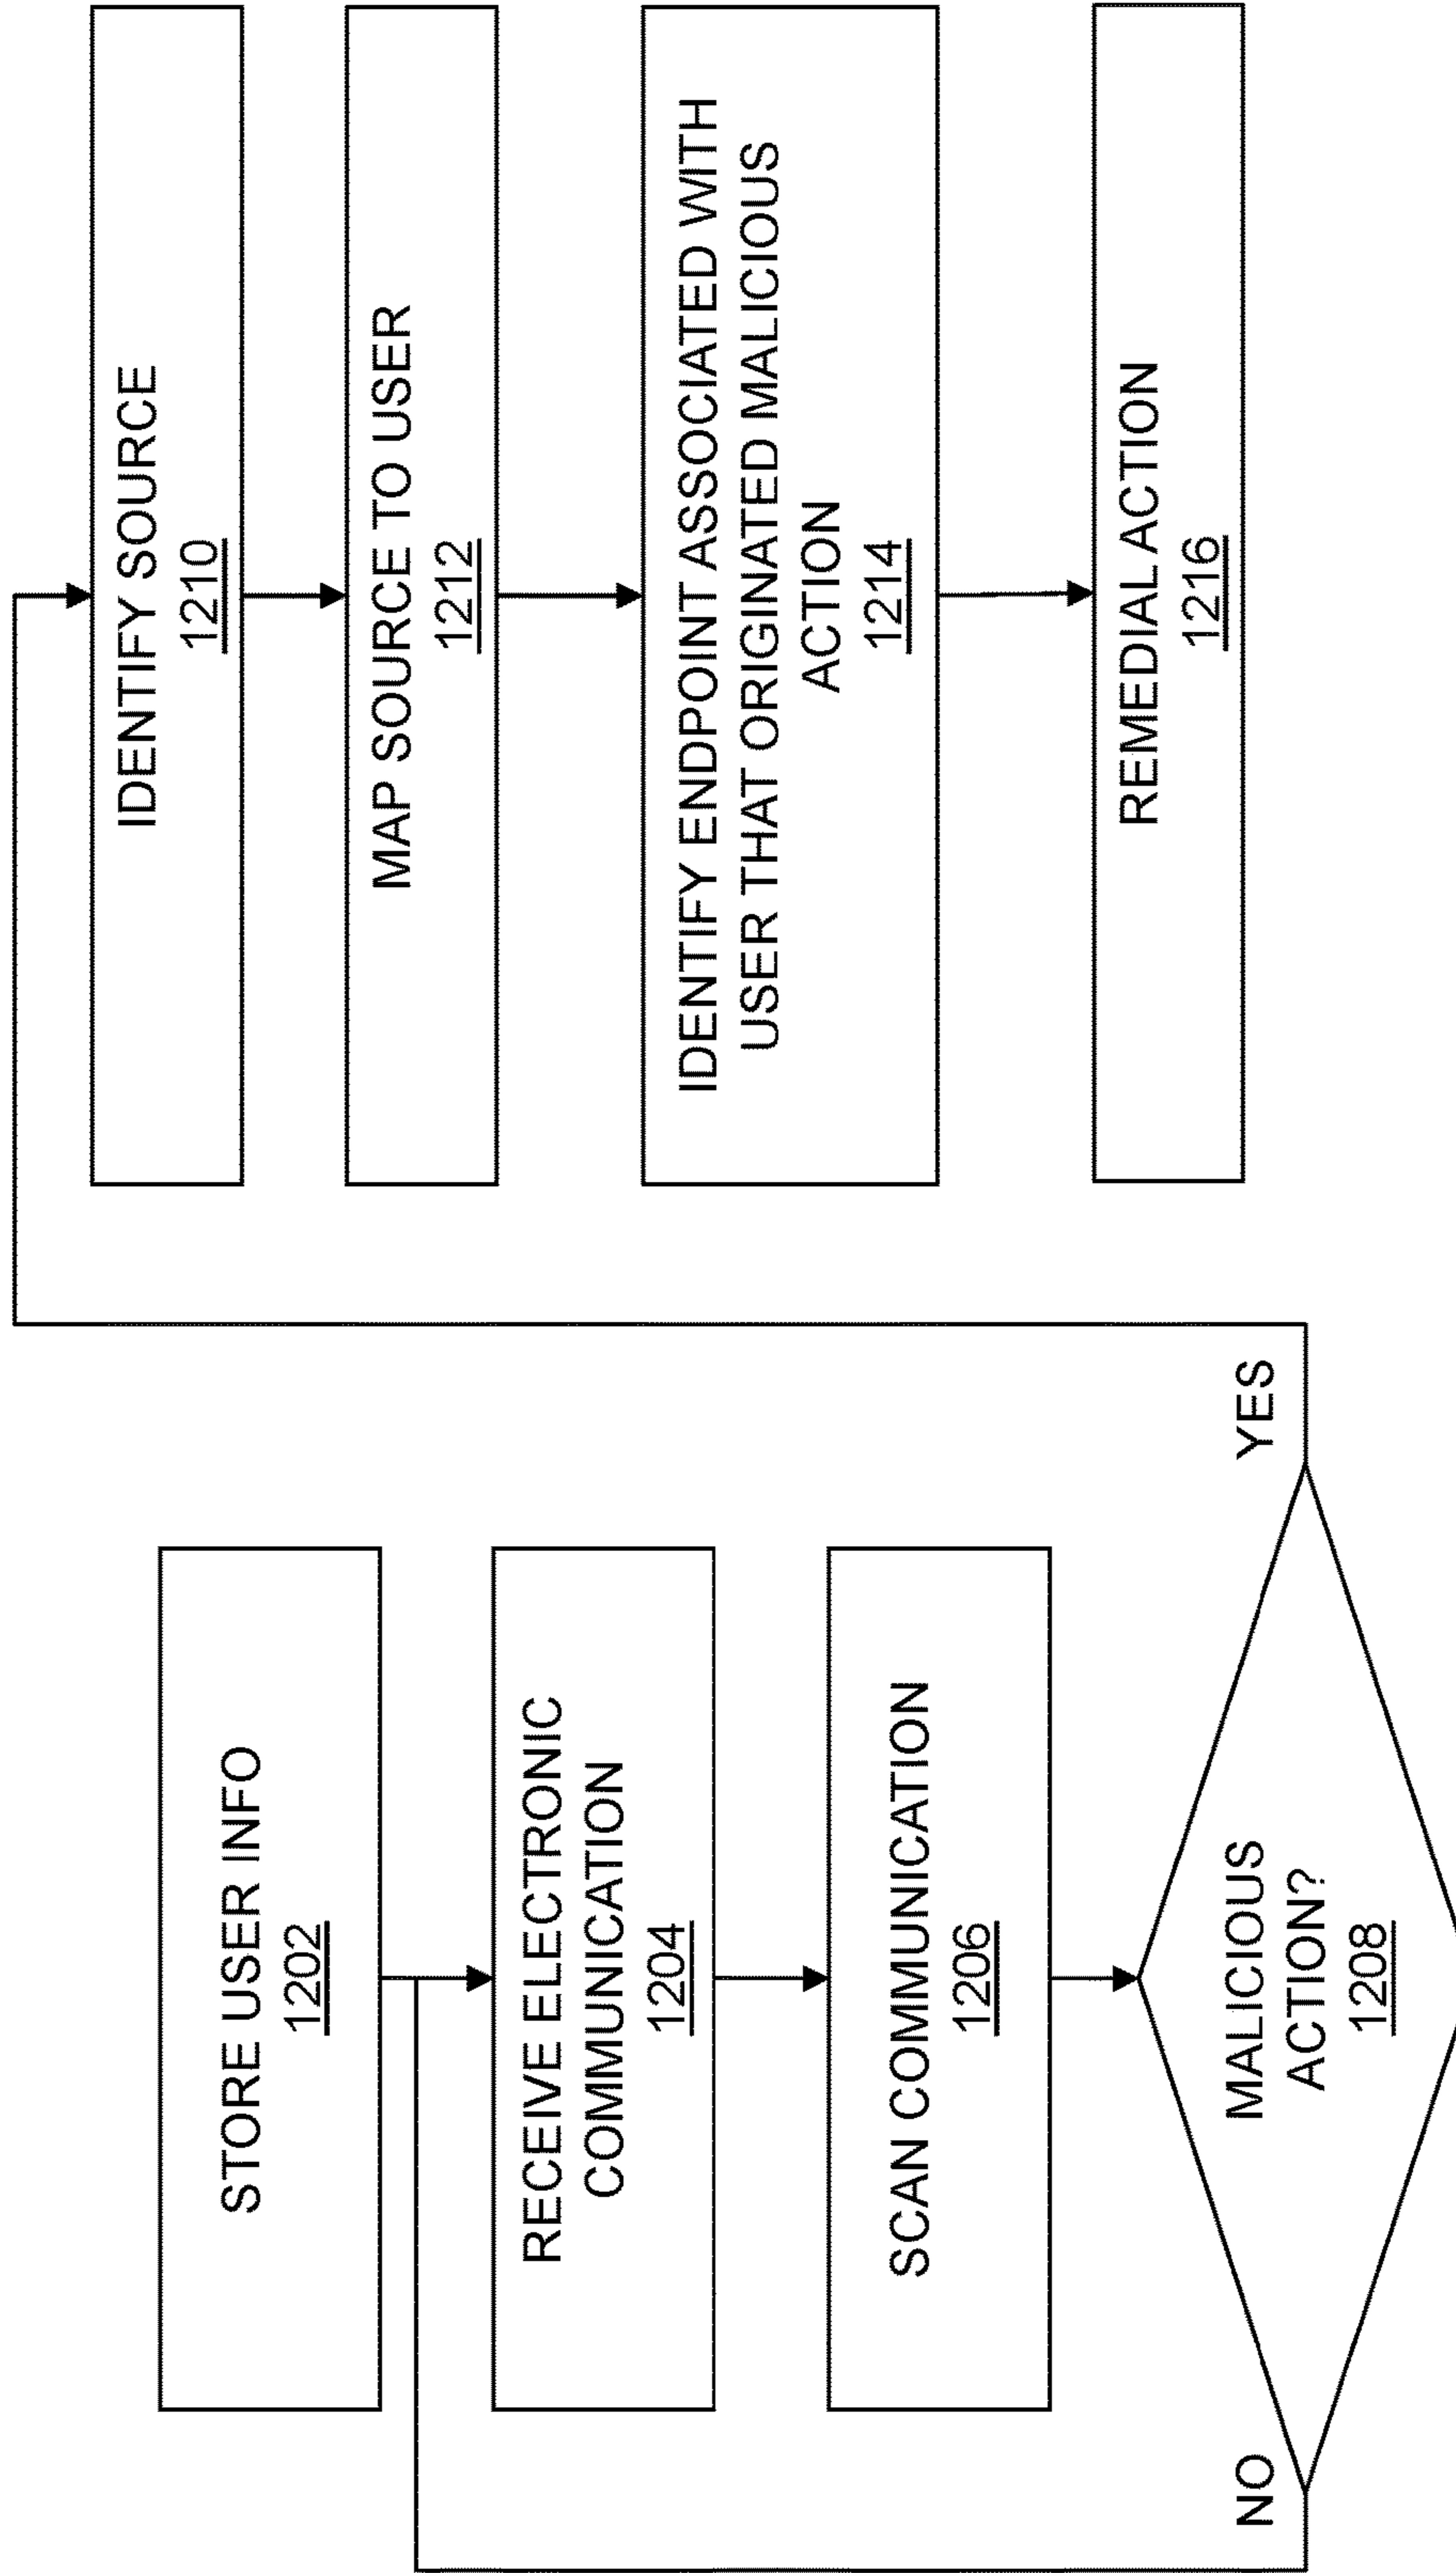 STORE USER INFO
1202
RECEIVE ELECTRONIC
COMMUNICATION
1204
SCAN COMMUNICATION
1206
MALICIOUS
ACTION?
1208
NO
YES
IDENTIFY SOURCE
1210
MAP SOURCE TO USER
1212
IDENTIFY ENDPOINT ASSOCIATED WITH
USER THAT ORIGINATED MALICIOUS
ACTION
1214
REMEDIAL ACTION
1216